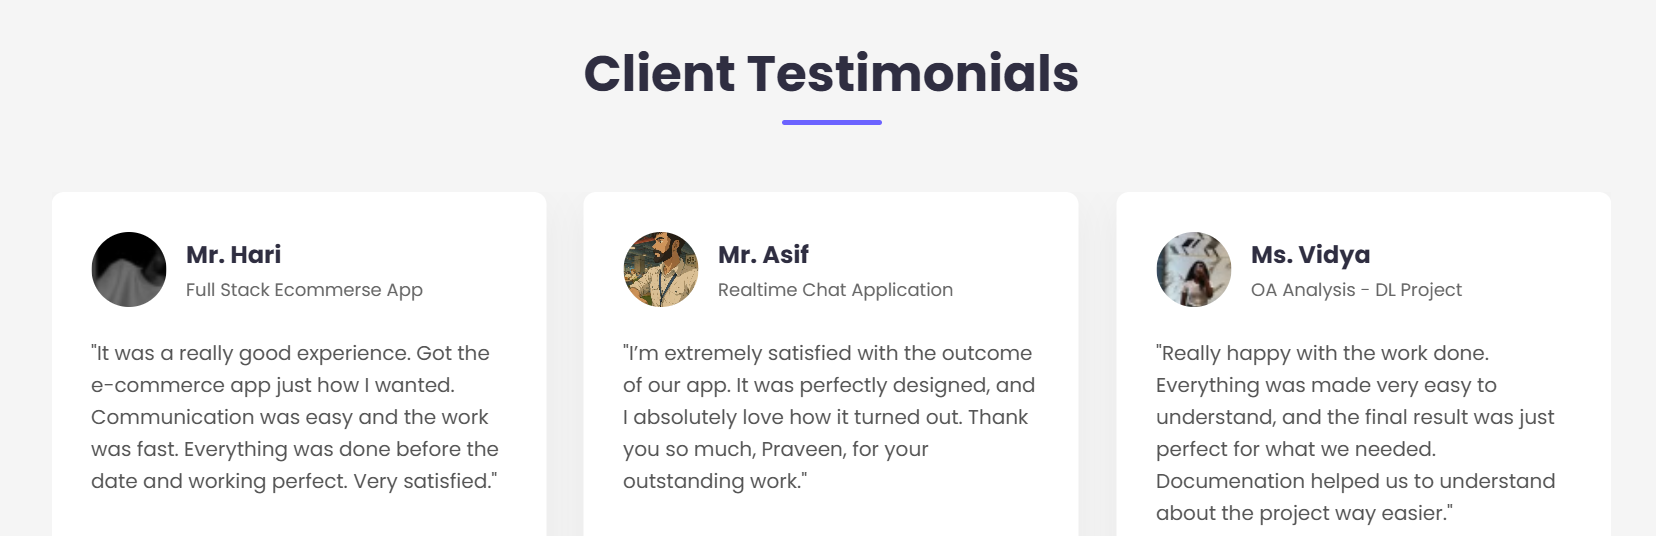 Client Testimonials
Mr. Hari
Full Stack Ecommerse App
"It was a really good experience. Got the
e-commerce app just how I wanted.
Communication was easy and the work
was fast. Everything was done before the
date and working perfect. Very satisfied."
Mr. Asif
Realtime Chat Application
"I’m extremely satisfied with the outcome
of our app. It was perfectly designed, and
I absolutely love how it turned out. Thank
you so much, Praveen, for your
outstanding work."
Ms. Vidya
OA Analysis - DL Project
"Really happy with the work done.
Everything was made very easy to
understand, and the final result was just
perfect for what we needed.
Documenation helped us to understand
about the project way easier."